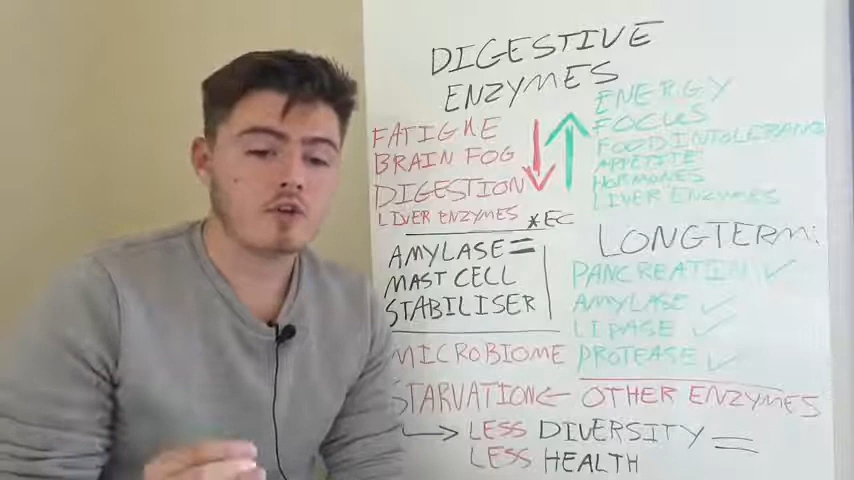 DIGESTIVE
ENZYMES
FATIGUE
BRAIN FOG
DIGESTION
LIVER ENZYMES
ENERGY
FOCUS
FOOD INTOLERANCE
APPETITE
HORMONES
LIVER ENZYMES
*EC
AMYLASE =
MAST CELL
STABILISER
LONGTERM:
PANCREATIN ✓
AMYLASE ✓
LIPASE ✓
PROTEASE ✓
MICROBIOME
STARVATION ← OTHER ENZYMES
→ LESS DIVERSITY =
LESS HEALTH